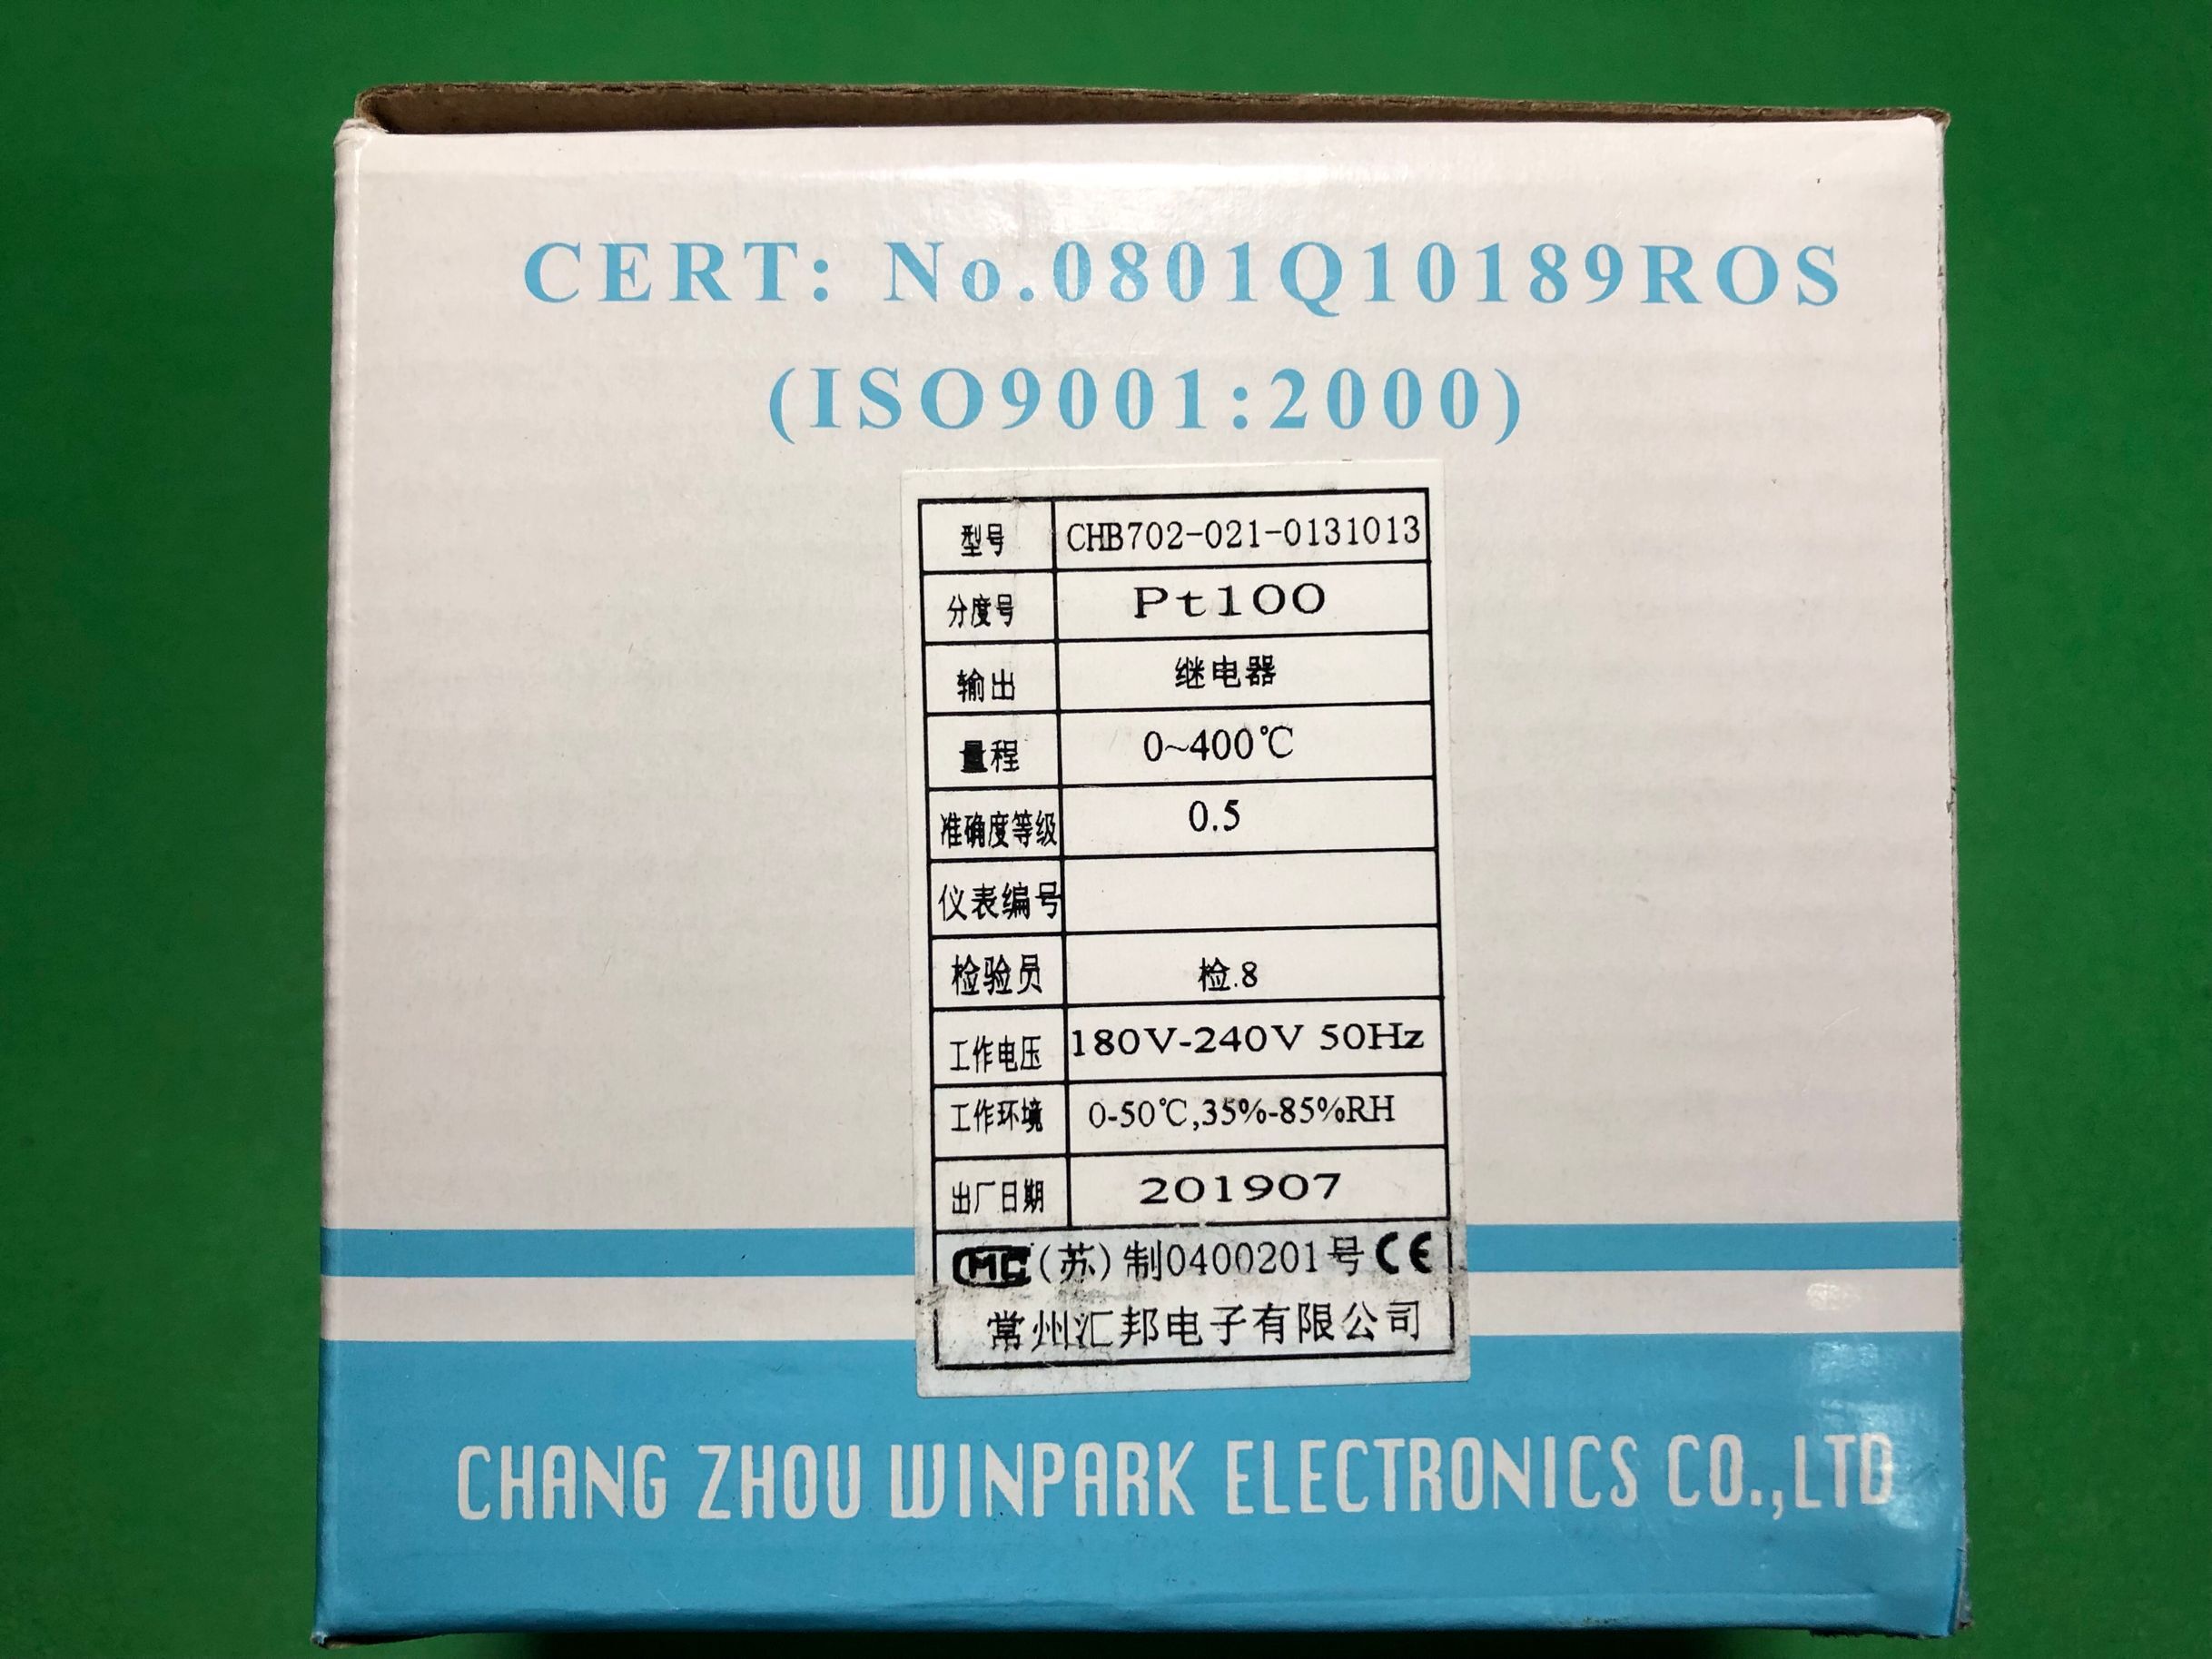 CERT: No.0801Q10189ROS
(ISO9001:2000)
型号 CHB702-021-0131013
分度号 Pt100
输出 继电器
量程 0~400℃
准确度等级 0.5
仪表编号
检验员 检.8
工作电压 180V-240V 50Hz
工作环境 0-50℃,35%-85%RH
出厂日期 201907
CMC (苏)制0400201号 CE
常州汇邦电子有限公司
CHANG ZHOU WINPARK ELECTRONICS CO.,LTD